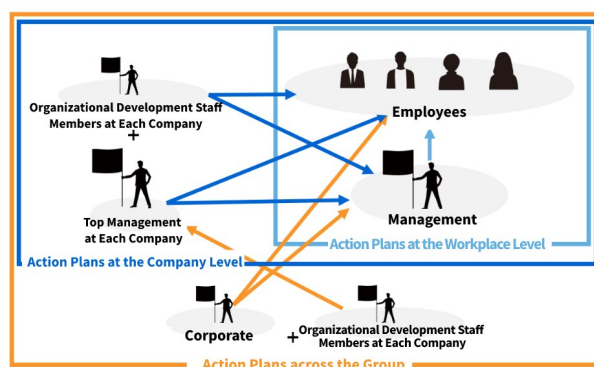 Organizational Development Staff
Members at Each Company
+
Employees
Top Management
at Each Company
Management
Action Plans at the Workplace Level
Action Plans at the Company Level
Corporate
+
Organizational Development Staff
Members at Each Company
Action Plans across the Group